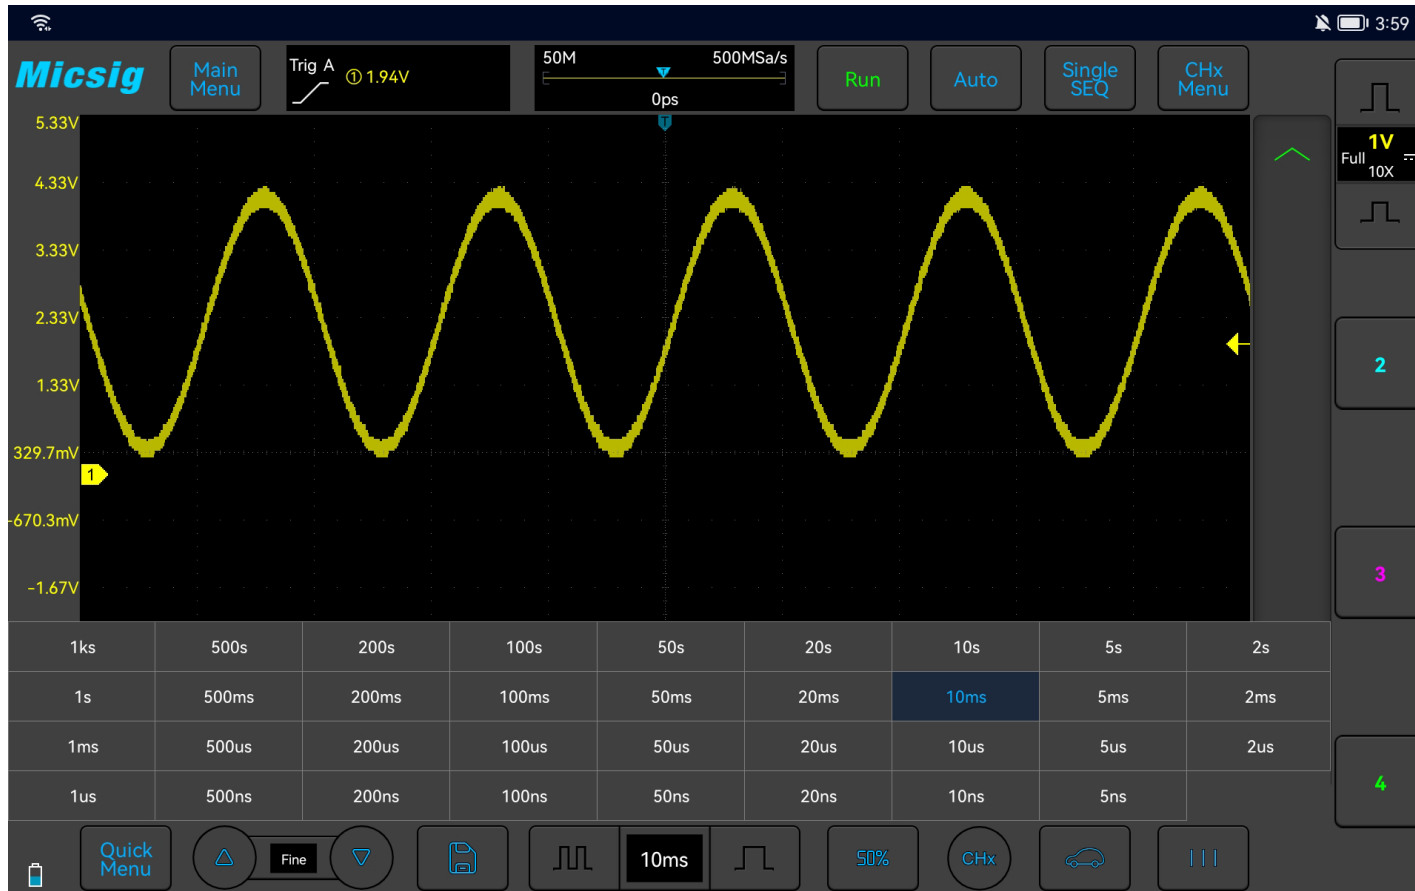 3:59
Micsig
Main
Menu
Trig A
① 1.94V
50M
500MSa/s
T
0ps
Run
Auto
Single
SEQ
CHx
Menu
1V
Full
10X
T
5.33V
4.33V
3.33V
2.33V
1.33V
329.7mV
1
-670.3mV
-1.67V
2
3
4
1ks 500s 200s 100s 50s 20s 10s 5s 2s
1s 500ms 200ms 100ms 50ms 20ms 10ms 5ms 2ms
1ms 500us 200us 100us 50us 20us 10us 5us 2us
1us 500ns 200ns 100ns 50ns 20ns 10ns 5ns
Quick
Menu
Fine
10ms
50%
CHx